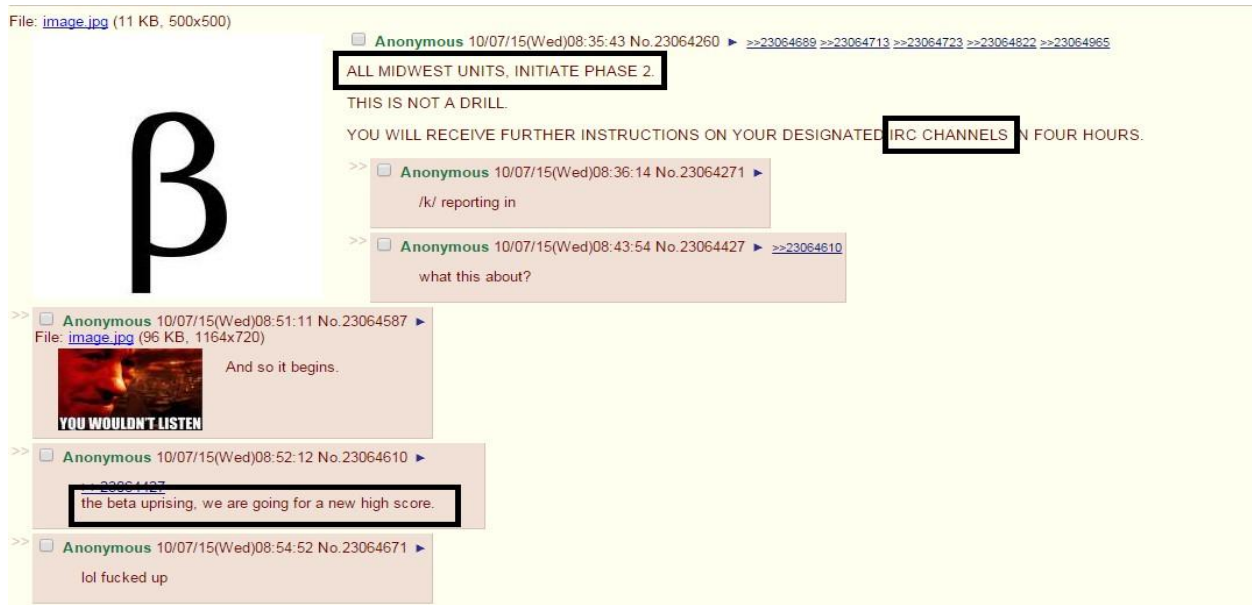 File: image.jpg (11 KB, 500x500)
Anonymous 10/07/15(Wed)08:35:43 No.23064260 ► >>23064689 >>23064713 >>23064723 >>23064822 >>23064965
ALL MIDWEST UNITS, INITIATE PHASE 2.
THIS IS NOT A DRILL.
YOU WILL RECEIVE FURTHER INSTRUCTIONS ON YOUR DESIGNATED IRC CHANNELS N FOUR HOURS.
β
>> Anonymous 10/07/15(Wed)08:36:14 No.23064271 ►
/k/ reporting in
>> Anonymous 10/07/15(Wed)08:43:54 No.23064427 ► >>23064610
what this about?
>> Anonymous 10/07/15(Wed)08:51:11 No.23064587 ►
File: image.jpg (96 KB, 1164x720)
And so it begins.
YOU WOULDN'T LISTEN
>> Anonymous 10/07/15(Wed)08:52:12 No.23064610 ►
>>23064427
the beta uprising, we are going for a new high score.
>> Anonymous 10/07/15(Wed)08:54:52 No.23064671 ►
lol fucked up